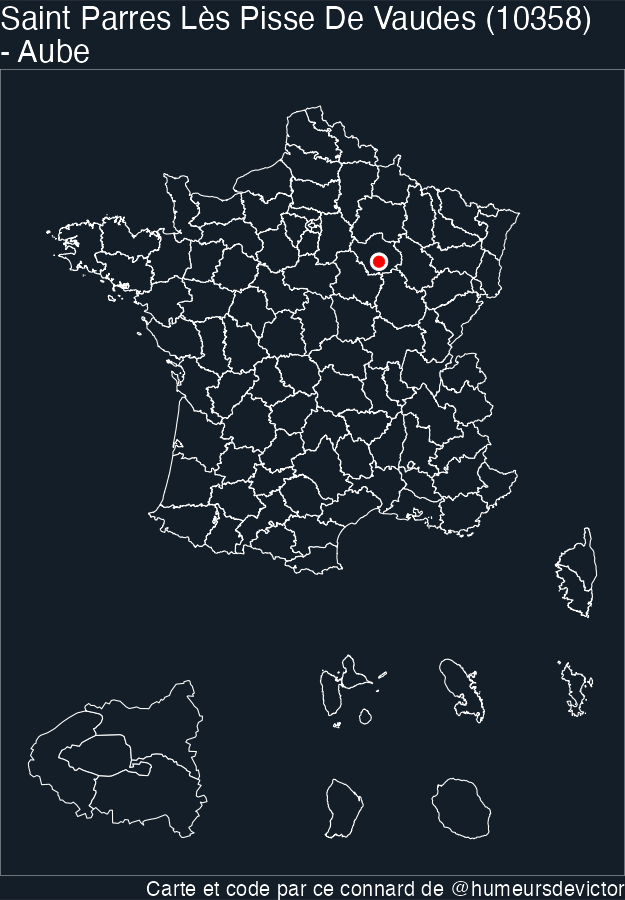 Saint Parres Lès Pisse De Vaudes (10358)
- Aube
Carte et code par ce connard de @humeursdevictor